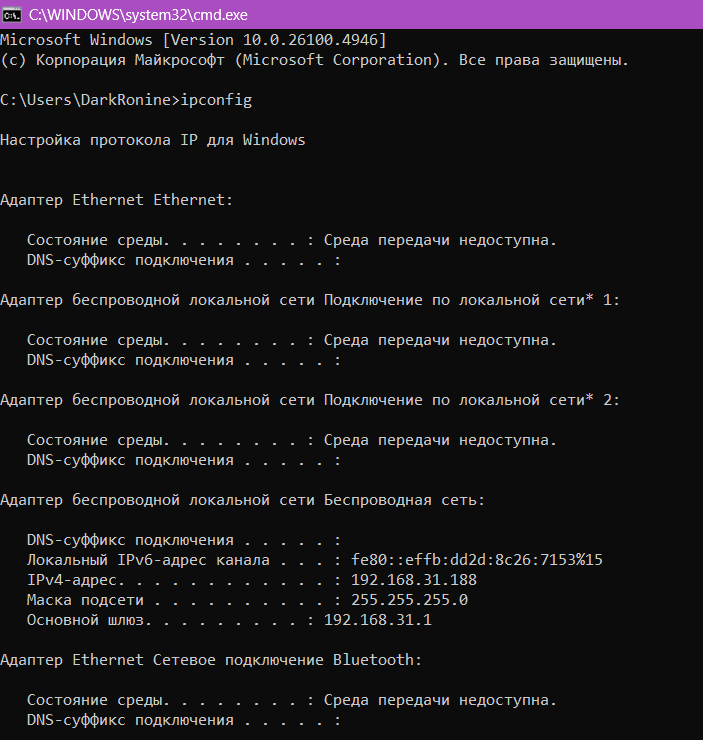 C:\WINDOWS\system32\cmd.exe
Microsoft Windows [Version 10.0.26100.4946]
(c) Корпорация Майкрософт (Microsoft Corporation). Все права защищены.
C:\Users\DarkRonine>ipconfig
Настройка протокола IP для Windows
Адаптер Ethernet Ethernet:
Состояние среды. . . . . . . . : Среда передачи недоступна.
DNS-суффикс подключения . . . . . :
Адаптер беспроводной локальной сети Подключение по локальной сети* 1:
Состояние среды. . . . . . . . : Среда передачи недоступна.
DNS-суффикс подключения . . . . . :
Адаптер беспроводной локальной сети Подключение по локальной сети* 2:
Состояние среды. . . . . . . . : Среда передачи недоступна.
DNS-суффикс подключения . . . . . :
Адаптер беспроводной локальной сети Беспроводная сеть:
DNS-суффикс подключения . . . . . :
Локальный IPv6-адрес канала . . . : fe80::effb:dd2d:8c26:7153%15
IPv4-адрес. . . . . . . . . . . . : 192.168.31.188
Маска подсети . . . . . . . . . . : 255.255.255.0
Основной шлюз. . . . . . . . . : 192.168.31.1
Адаптер Ethernet Сетевое подключение Bluetooth:
Состояние среды. . . . . . . . : Среда передачи недоступна.
DNS-суффикс подключения . . . . . :